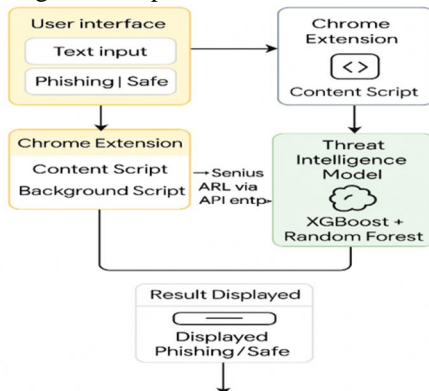 User interface
Text input
Phishing | Safe
Chrome
Extension
<>
Content Script
Chrome Extension
Content Script
Background Script
Senius
ARL via
API entp
Threat
Intelligence
Model
XGBoost +
Random Forest
Result Displayed
Displayed
Phishing/Safe